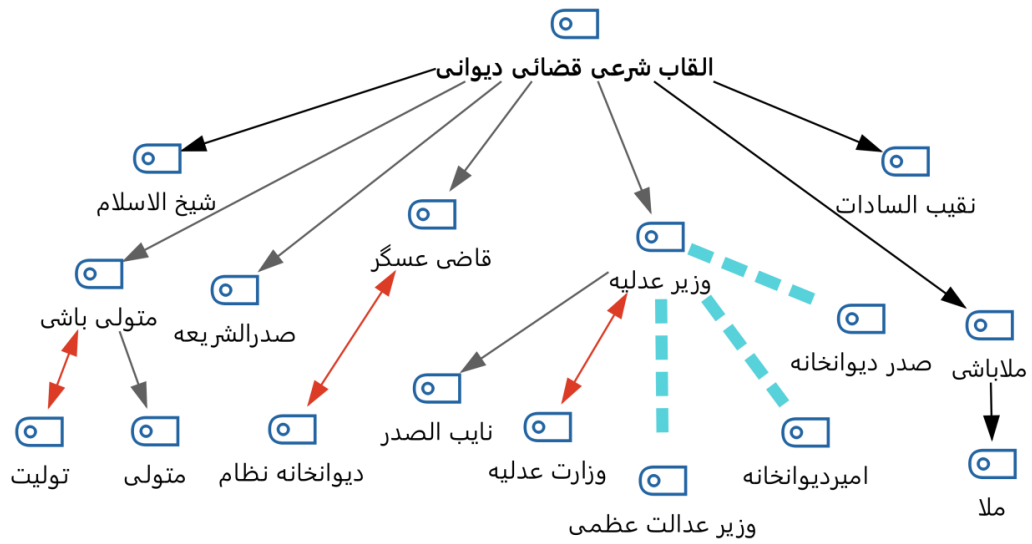 القاب شرعی قضائی دیوانی
شیخ الاسلام
نقیب السادات
قاضی عسگر
وزیر عدلیه
متولی باشی
صدرالشریعه
صدر دیوانخانه
ملاباشی
نایب الصدر
تولیت
متولی
دیوانخانه نظام
وزارت عدلیه
امیردیوانخانه
وزیر عدالت عظمی
ملا